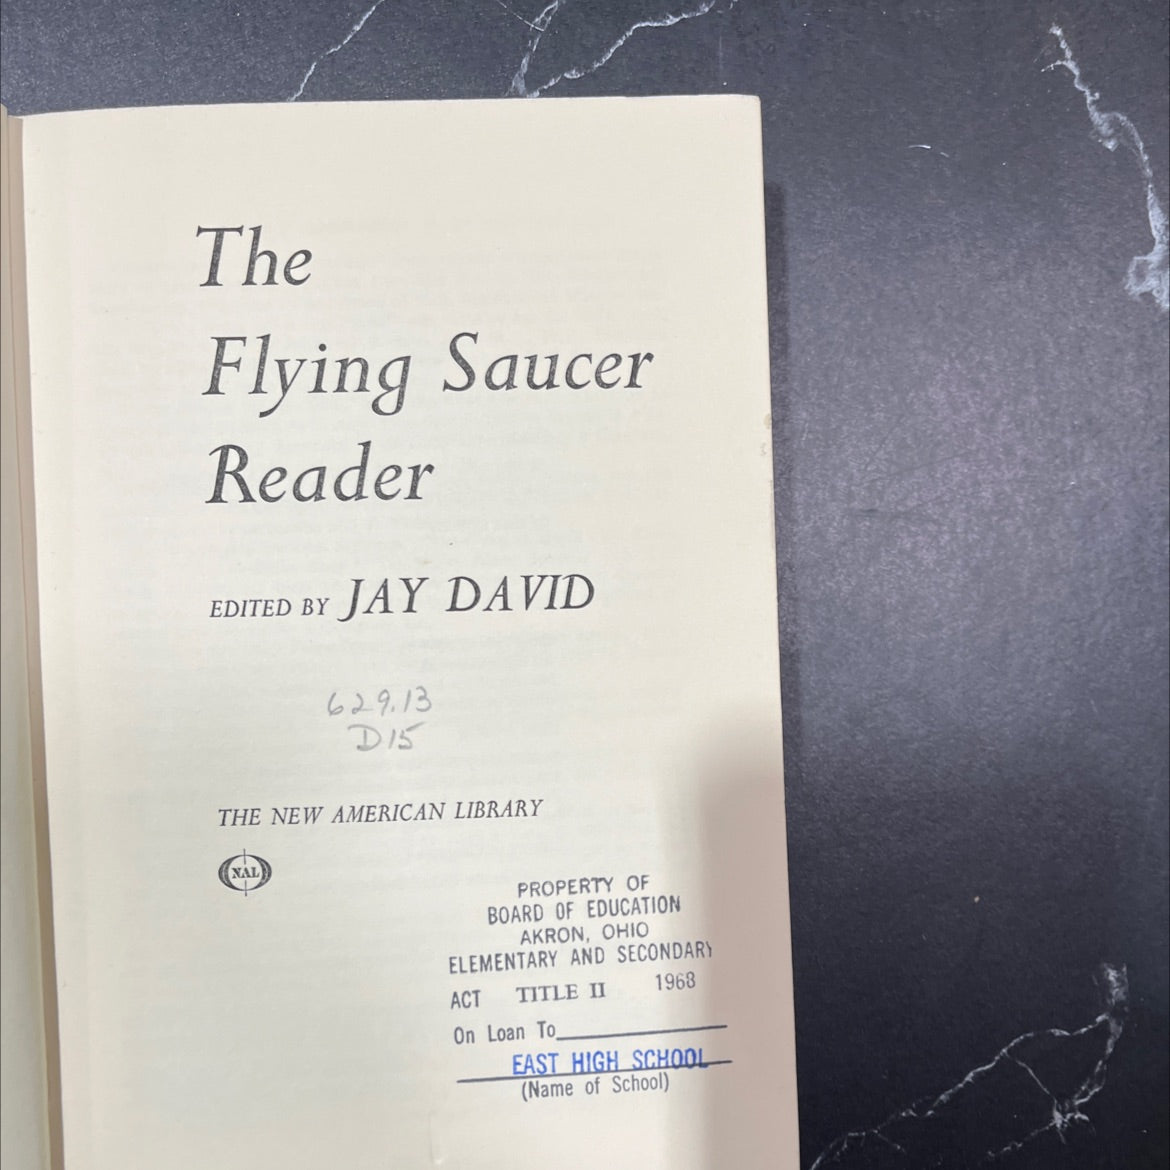 The
Flying Saucer
Reader
EDITED BY JAY DAVID
629.13
D15
THE NEW AMERICAN LIBRARY
NAL
PROPERTY OF
BOARD OF EDUCATION
AKRON, OHIO
ELEMENTARY AND SECONDARY
ACT TITLE II 1968
On Loan To
EAST HIGH SCHOOL
(Name of School)